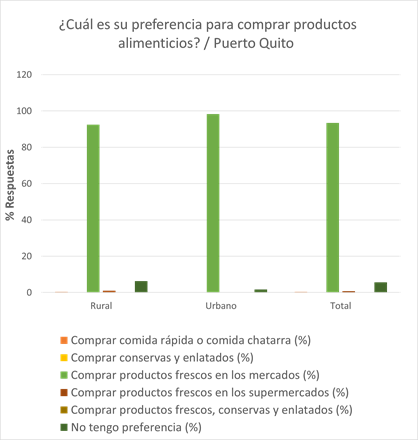 ¿Cuál es su preferencia para comprar productos
alimenticios? / Puerto Quito
120
100
80
60
40
20
0
% Respuestas
Rural
Urbano
Total
Comprar comida rápida o comida chatarra (%)
Comprar conservas y enlatados (%)
Comprar productos frescos en los mercados (%)
Comprar productos frescos en los supermercados (%)
Comprar productos frescos, conservas y enlatados (%)
No tengo preferencia (%)